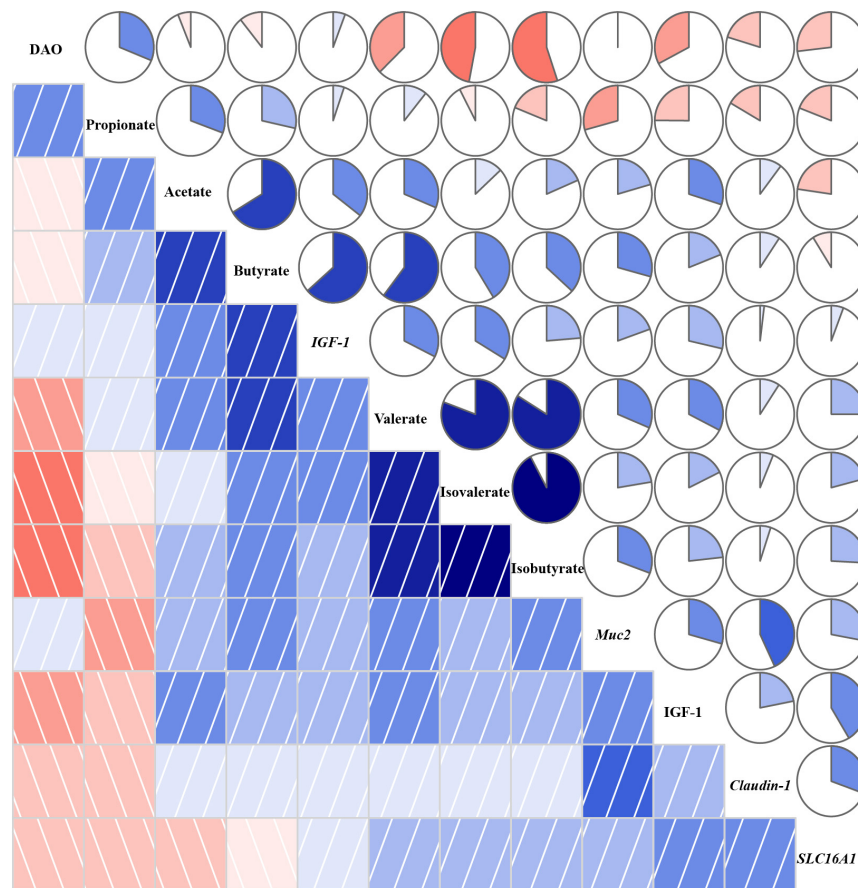 DAO
Propionate
Acetate
Butyrate
IGF-1
Valerate
Isovalerate
Isobutyrate
Muc2
IGF-1
Claudin-1
SLC16A1